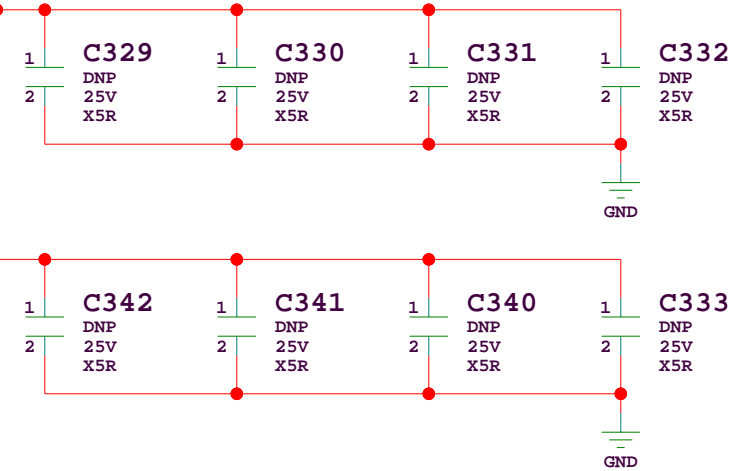 1 C329
DNP
2 25V
X5R
1 C330
DNP
2 25V
X5R
1 C331
DNP
2 25V
X5R
1 C332
DNP
2 25V
X5R
GND
1 C342
DNP
2 25V
X5R
1 C341
DNP
2 25V
X5R
1 C340
DNP
2 25V
X5R
1 C333
DNP
2 25V
X5R
GND